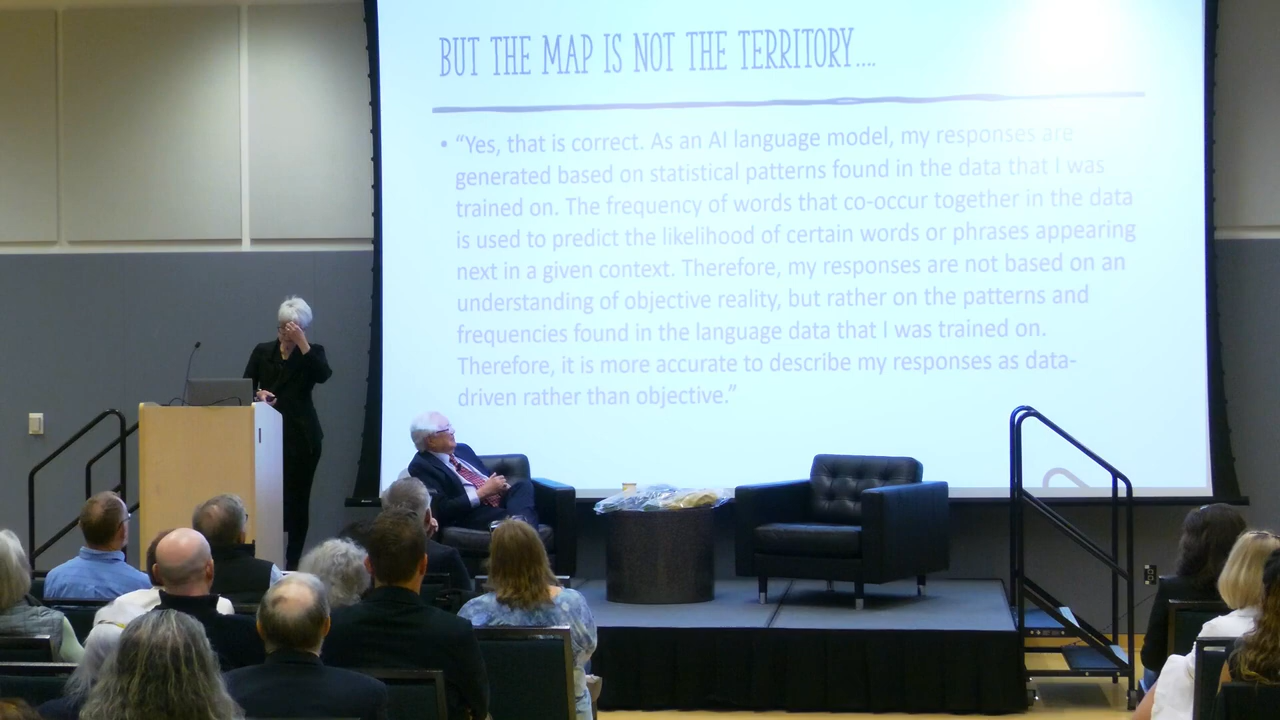 BUT THE MAP IS NOT THE TERRITORY....
• “Yes, that is correct. As an AI language model, my responses are
generated based on statistical patterns found in the data that I was
trained on. The frequency of words that co-occur together in the data
is used to predict the likelihood of certain words or phrases appearing
next in a given context. Therefore, my responses are not based on an
understanding of objective reality, but rather on the patterns and
frequencies found in the language data that I was trained on.
Therefore, it is more accurate to describe my responses as data-
driven rather than objective.”